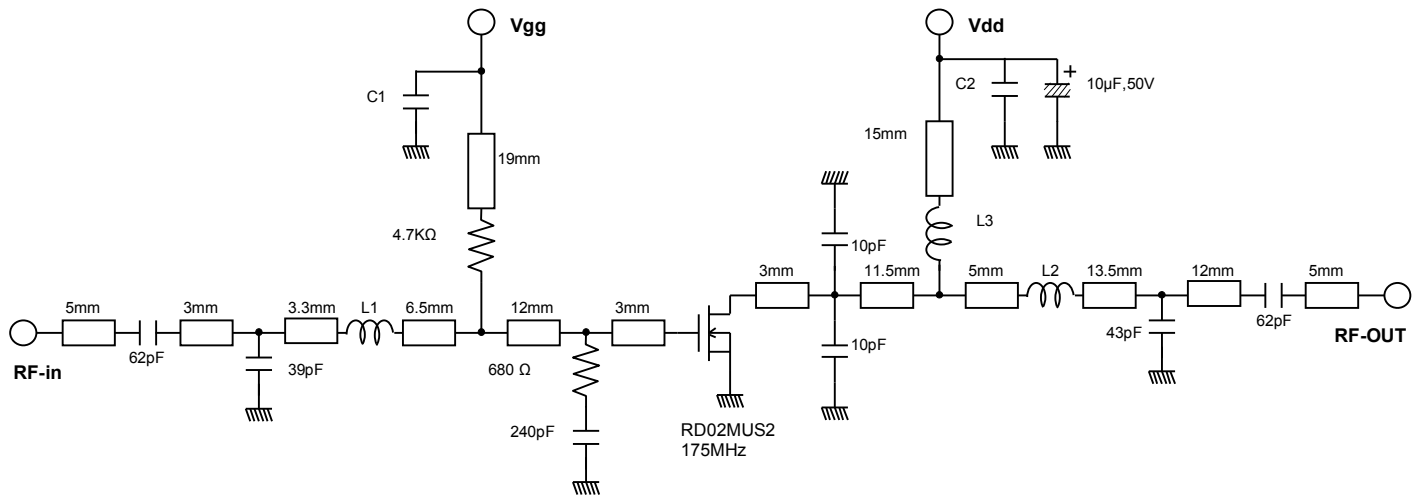 Vgg
Vdd
C1
C2
+
10µF,50V
15mm
19mm
4.7KΩ
L3
10pF
3mm
11.5mm
5mm
L2
13.5mm
12mm
5mm
5mm
3mm
3.3mm
L1
6.5mm
12mm
3mm
62pF
RF-OUT
43pF
10pF
62pF
RF-in
39pF
680 Ω
240pF
RD02MUS2
175MHz